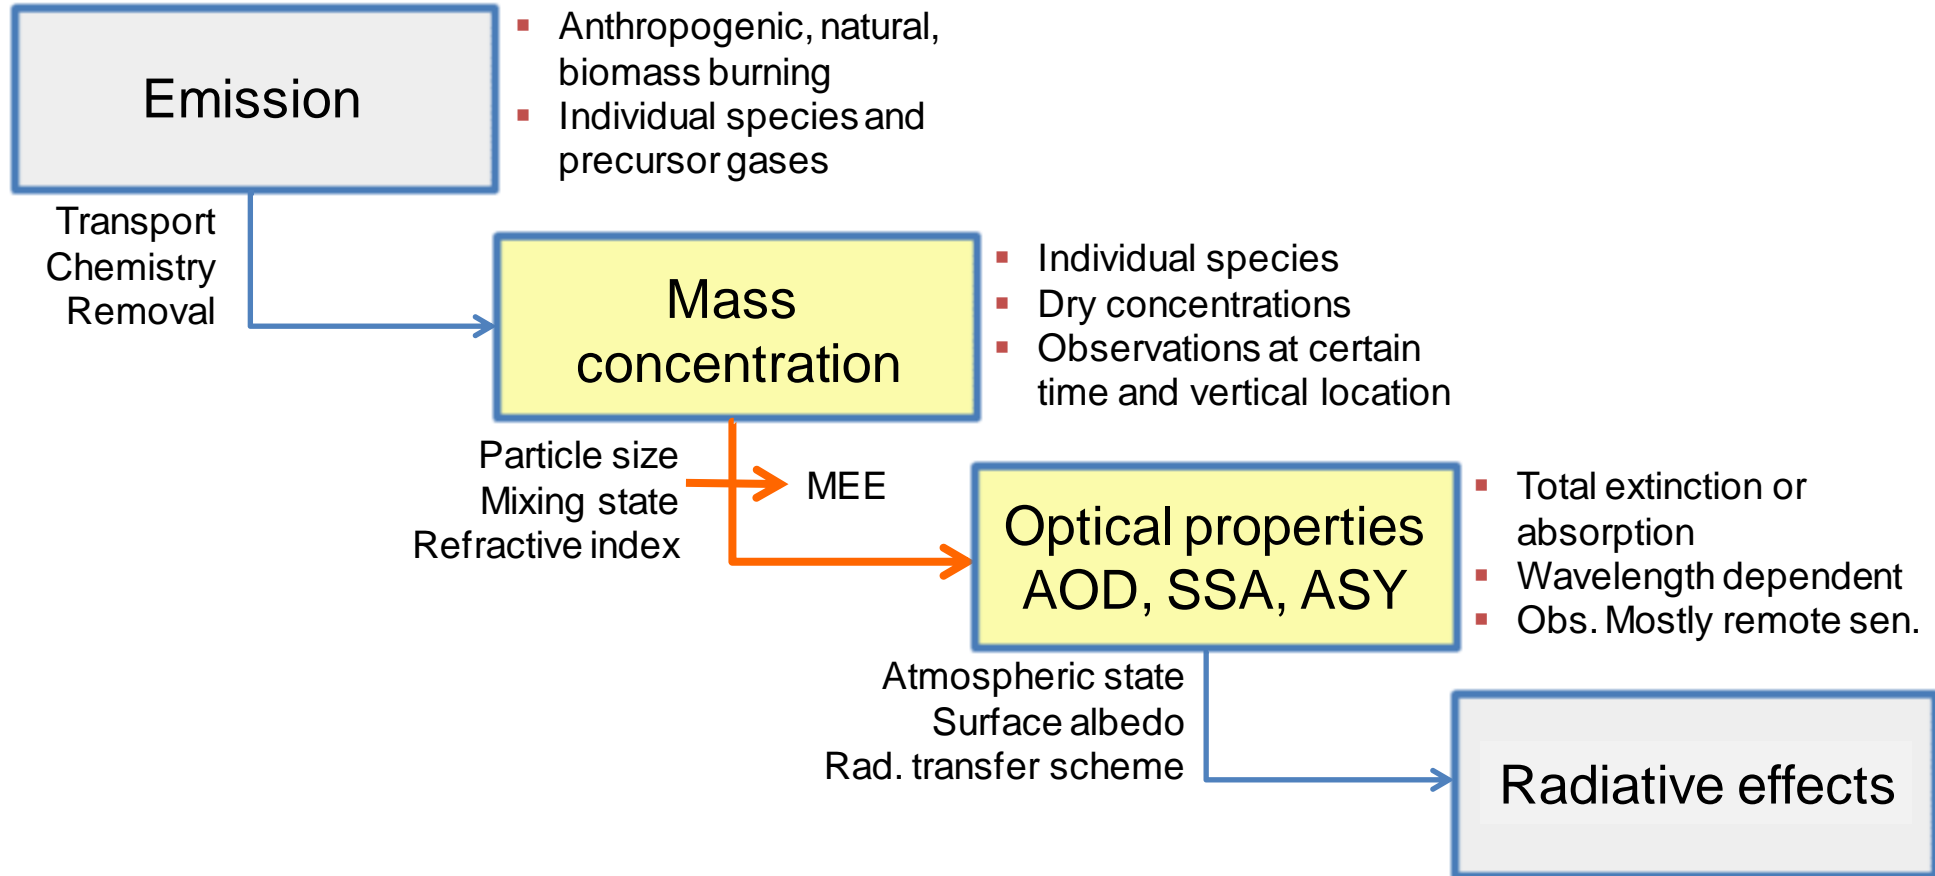 Emission
Anthropogenic, natural,
biomass burning
Individual species and
precursor gases
Transport
Chemistry
Removal
Mass
concentration
Individual species
Dry concentrations
Observations at certain
time and vertical location
Particle size
Mixing state
Refractive index
MEE
Optical properties
AOD, SSA, ASY
Total extinction or
absorption
Wavelength dependent
Obs. Mostly remote sen.
Atmospheric state
Surface albedo
Rad. transfer scheme
Radiative effects